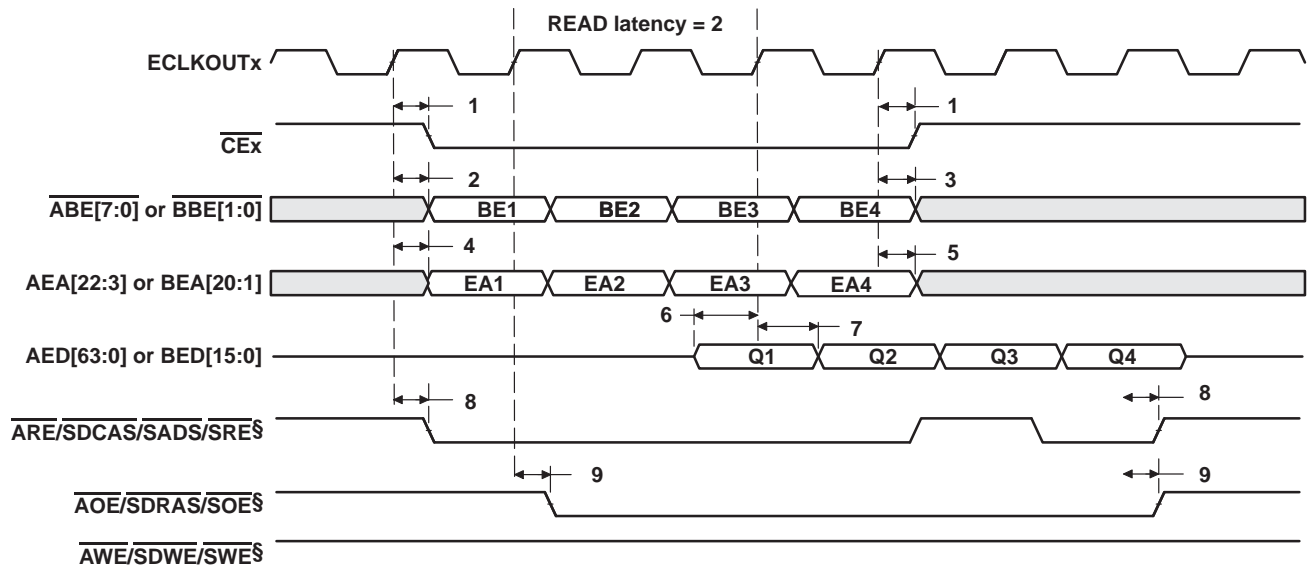 READ latency = 2
ECLKOUTx
1 1
CEx
2 3
ABE[7:0] or BBE[1:0] BE1 BE2 BE3 BE4
4 5
AEA[22:3] or BEA[20:1] EA1 EA2 EA3 EA4
6 7
AED[63:0] or BED[15:0] Q1 Q2 Q3 Q4
8 8
ARE/SDCAS/SADS/SRE§
9 9
AOE/SDRAS/SOE§
AWE/SDWE/SWE§